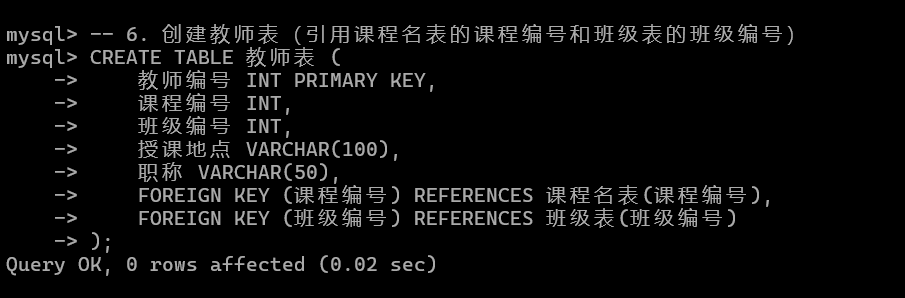 mysql> -- 6. 创建教师表（引用课程名表的课程编号和班级表的班级编号）
mysql> CREATE TABLE 教师表 (
    ->     教师编号 INT PRIMARY KEY,
    ->     课程编号 INT,
    ->     班级编号 INT,
    ->     授课地点 VARCHAR(100),
    ->     职称 VARCHAR(50),
    ->     FOREIGN KEY (课程编号) REFERENCES 课程名表(课程编号),
    ->     FOREIGN KEY (班级编号) REFERENCES 班级表(班级编号)
    -> );
Query OK, 0 rows affected (0.02 sec)